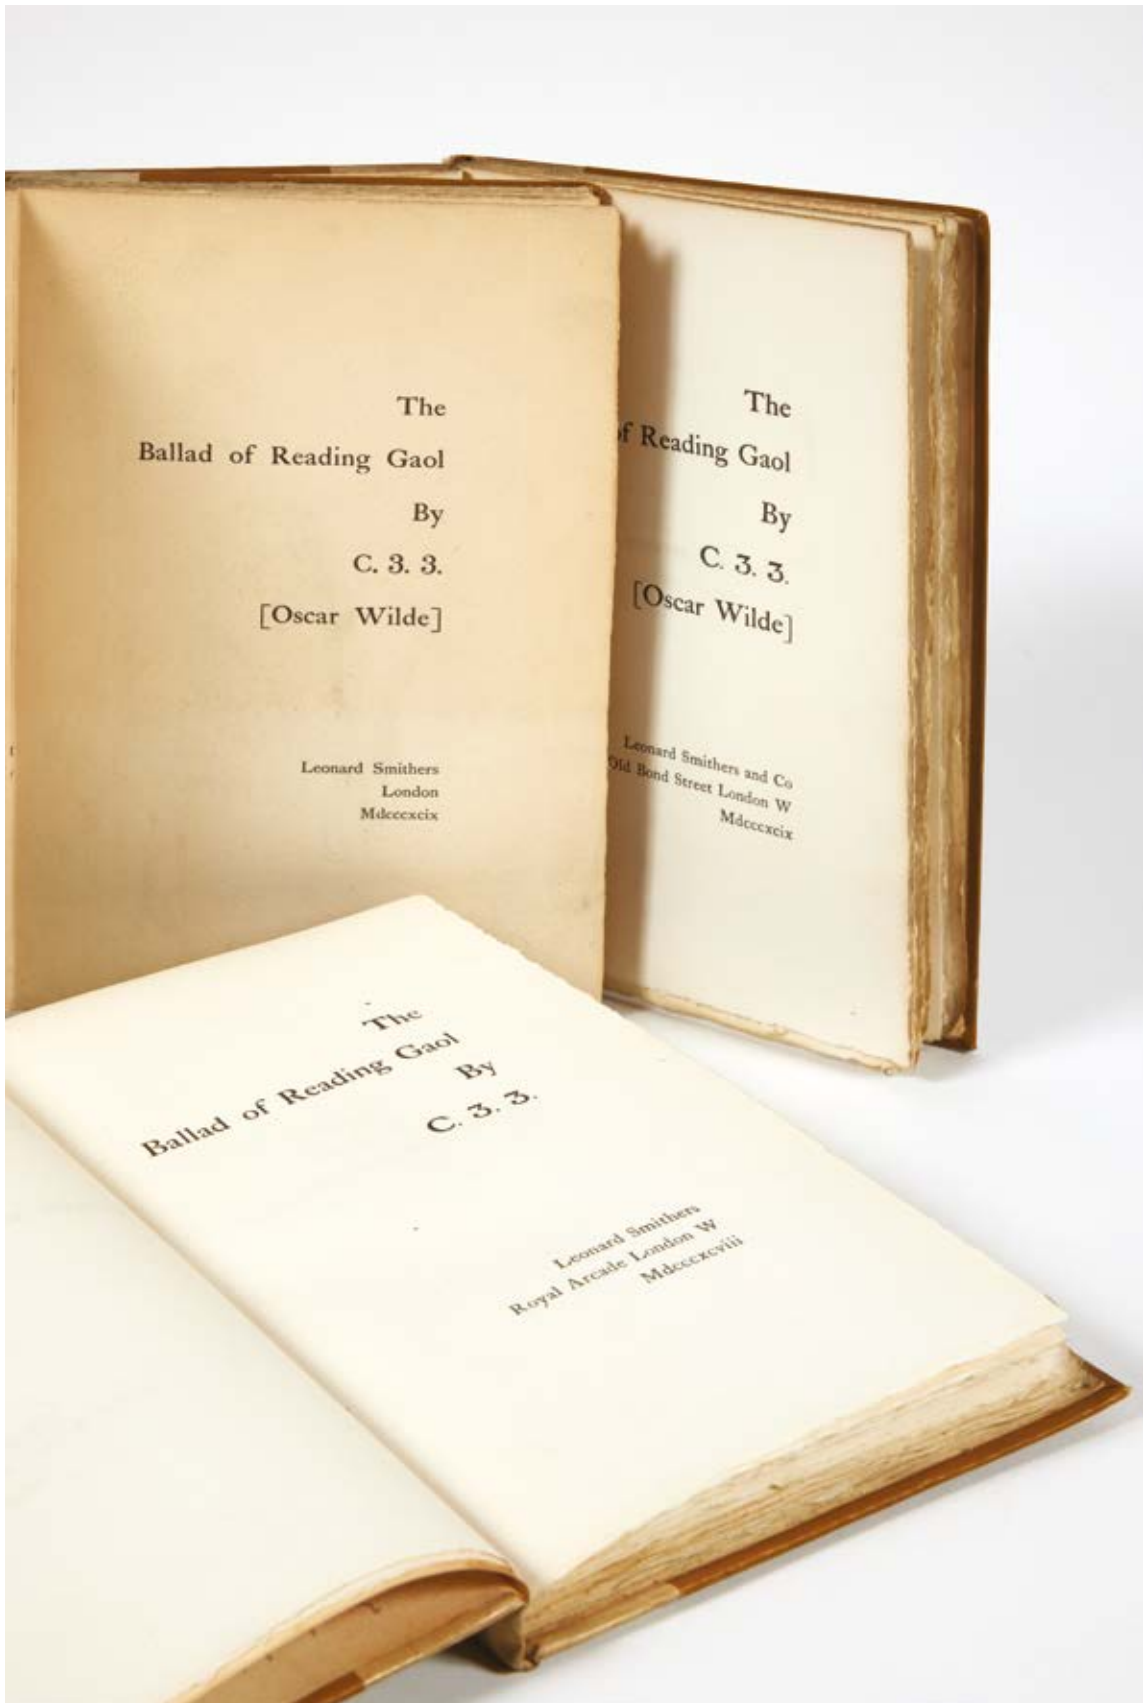 The
Ballad of Reading Gaol
By
C. 3. 3.
[Oscar Wilde]
Leonard Smithers
London
Mdcccxcix
The
of Reading Gaol
By
C. 3. 3.
[Oscar Wilde]
Leonard Smithers and Co
Old Bond Street London W
Mdcccxcix
The
Ballad of Reading Gaol
By
C. 3. 3.
Leonard Smithers
Royal Arcade London W
Mdcccxcviii